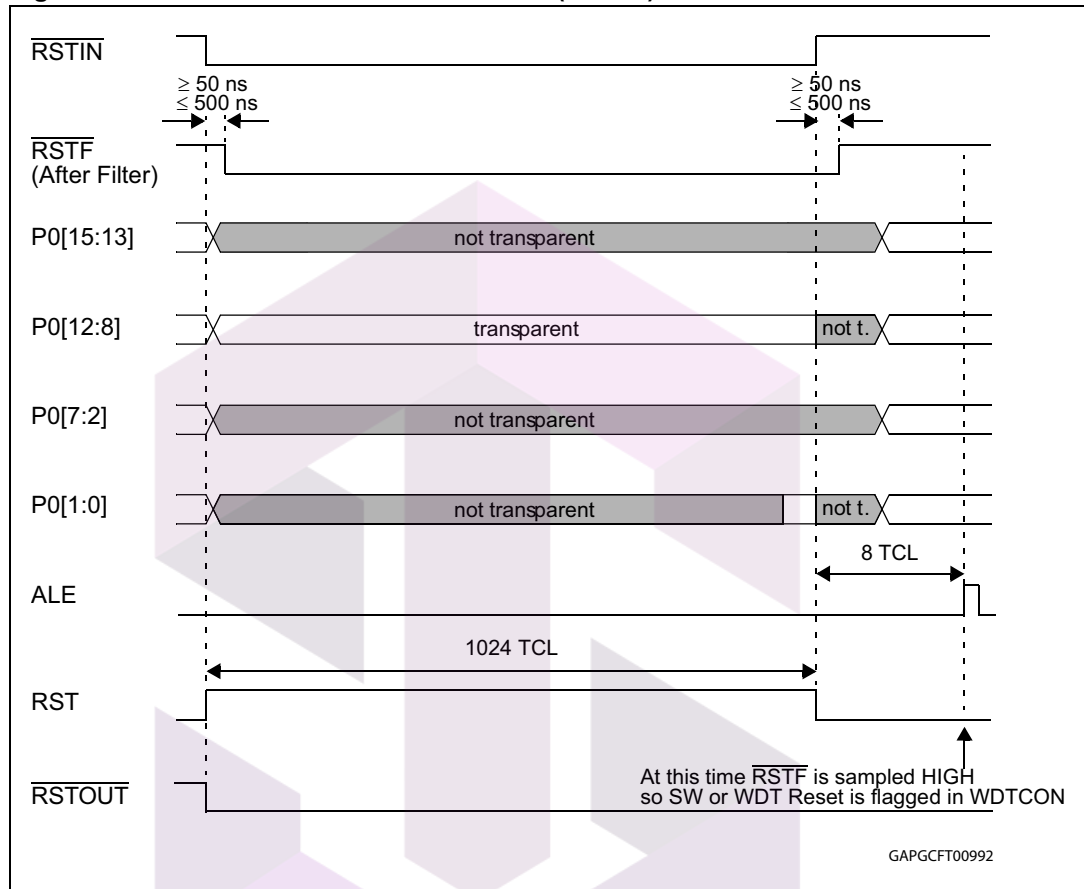 RSTIN
≥ 50 ns
≤ 500 ns
≥ 50 ns
≤ 500 ns
RSTF
(After Filter)
P0[15:13]
not transparent
P0[12:8]
transparent
not t.
P0[7:2]
not transparent
P0[1:0]
not transparent
not t.
8 TCL
ALE
1024 TCL
RST
At this time RSTF is sampled HIGH
so SW or WDT Reset is flagged in WDTCON
RSTOUT
GAPGCFT00992